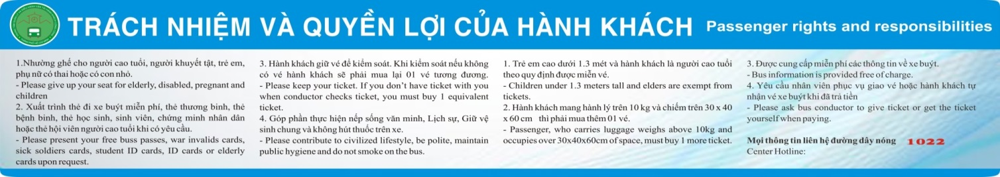 TRÁCH NHIỆM VÀ QUYỀN LỢI CỦA HÀNH KHÁCH Passenger rights and responsibilities
1.Nhường ghế cho người cao tuổi, người khuyết tật, trẻ em,
phụ nữ có thai hoặc có con nhỏ.
- Please give up your seat for elderly, disabled, pregnant and
children
2. Xuất trình thẻ đi xe buýt miễn phí, thẻ thương binh, thẻ
bệnh binh, thẻ học sinh, sinh viên, chứng minh nhân dân
hoặc thẻ hội viên người cao tuổi khi có yêu cầu.
- Please present your free buss passes, war invalids cards,
sick soldiers cards, student ID cards, ID cards or elderly
cards upon request.
3. Hành khách giữ vé để kiểm soát. Khi kiểm soát nếu không
có vé hành khách sẽ phải mua lại 01 vé tương đương.
- Please keep your ticket. If you don't have ticket with you
when conductor checks ticket, you must buy 1 equivalent
ticket.
4. Góp phần thực hiện nếp sống văn minh, Lịch sự, Giữ vệ
sinh chung và không hút thuốc trên xe.
- Please contribute to civilized lifestyle, be polite, maintain
public hygiene and do not smoke on the bus.
1. Trẻ em cao dưới 1.3 mét và hành khách là người cao tuổi
theo quy định được miễn vé.
- Children under 1.3 meters tall and elders are exempt from
tickets.
2. Hành khách mang hành lý trên 10 kg và chiếm trên 30 x 40
x 60 cm thì phải mua thêm 01 vé.
- Passenger, who carries luggage weighs above 10kg and
occupies over 30x40x60cm of space, must buy 1 more ticket.
3. Được cung cấp miễn phí các thông tin về xe buýt.
- Bus information is provided free of charge.
4. Yêu cầu nhân viên phục vụ giao vé hoặc hành khách tự
nhận vé xe buýt khi đã trả tiền
- Please ask bus conductor to give ticket or get the ticket
yourself when paying.
Mọi thông tin liên hệ đường dây nóng 1022
Center Hotline: